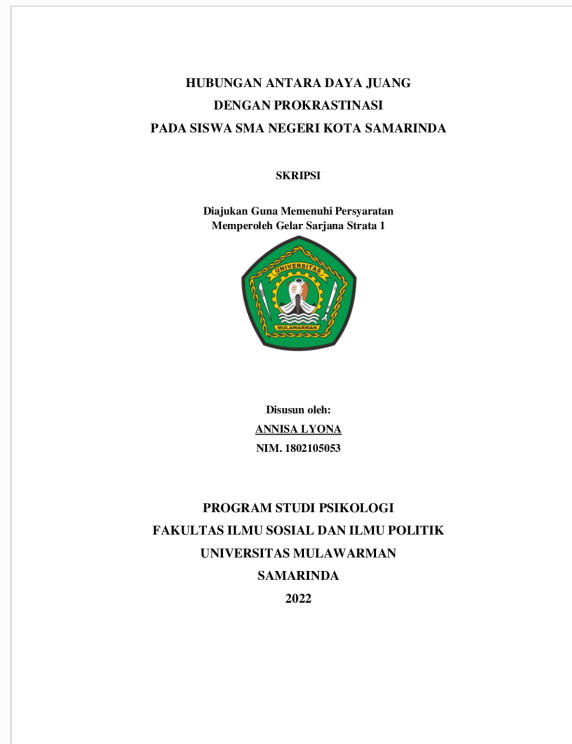 HUBUNGAN ANTARA DAYA JUANG
DENGAN PROKRASTINASI
PADA SISWA SMA NEGERI KOTA SAMARINDA
SKRIPSI
Diajukan Guna Memenuhi Persyaratan
Memperoleh Gelar Sarjana Strata 1
UNIVERSITAS
MULAWARMAN
Disusun oleh:
ANNISA LYONA
NIM. 1802105053
PROGRAM STUDI PSIKOLOGI
FAKULTAS ILMU SOSIAL DAN ILMU POLITIK
UNIVERSITAS MULAWARMAN
SAMARINDA
2022